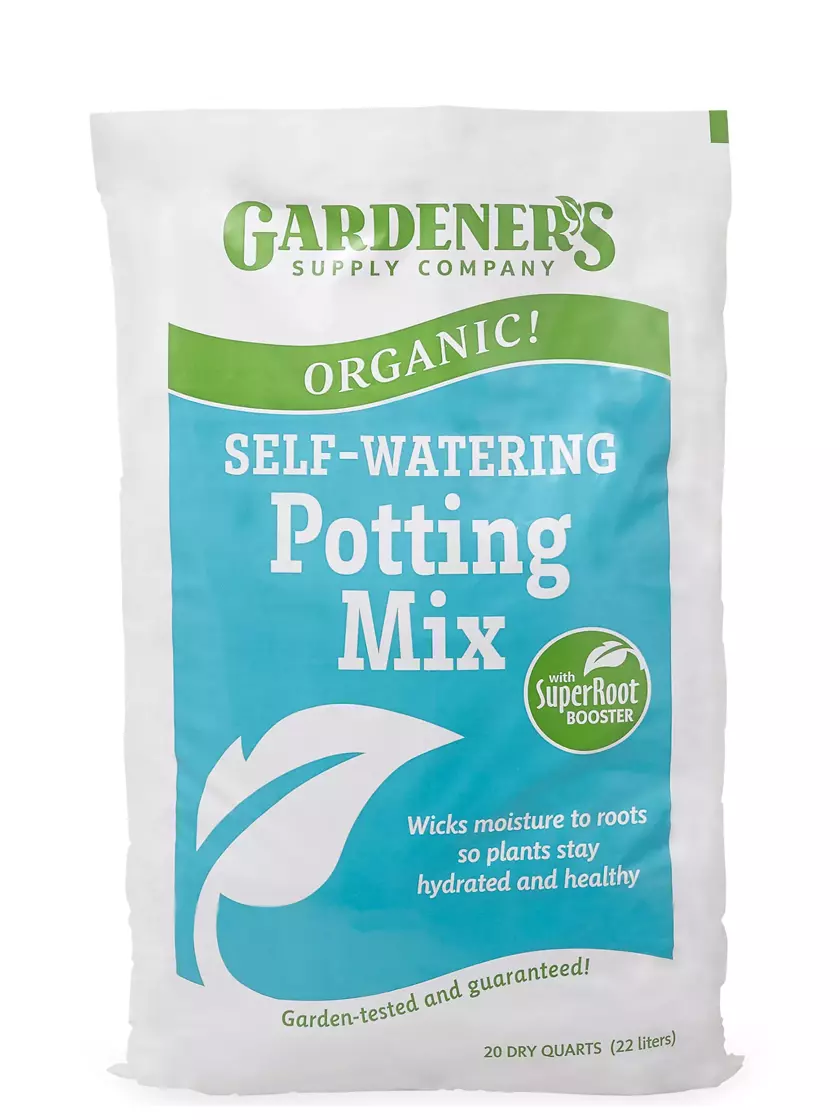 GARDENER'S
SUPPLY COMPANY
ORGANIC!
SELF-WATERING
Potting
Mix
with
SuperRoot
BOOSTER
Wicks moisture to roots
so plants stay
hydrated and healthy
Garden-tested and guaranteed!
20 DRY QUARTS (22 liters)